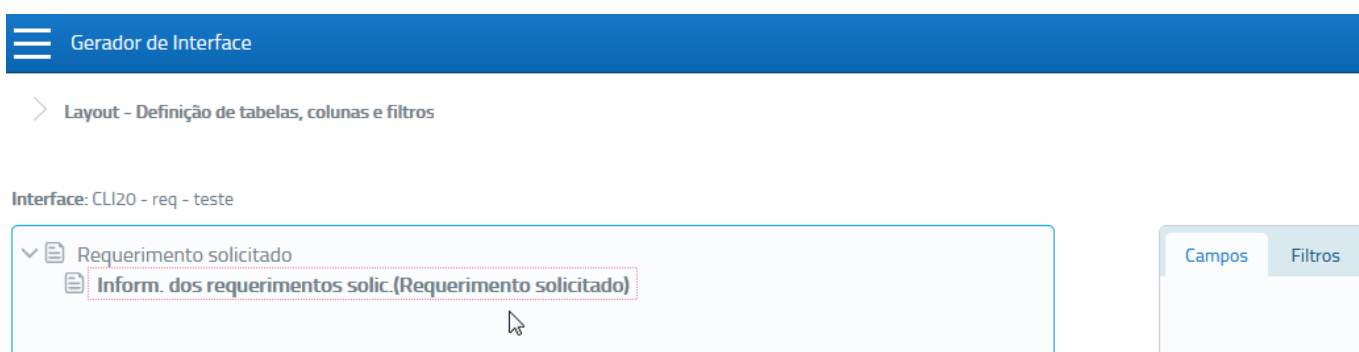 Gerador de Interface
Layout - Definição de tabelas, colunas e filtros
Interface: CLI20 - req - teste
Requerimento solicitado
Inform. dos requerimentos solic.(Requerimento solicitado)
Campos Filtros